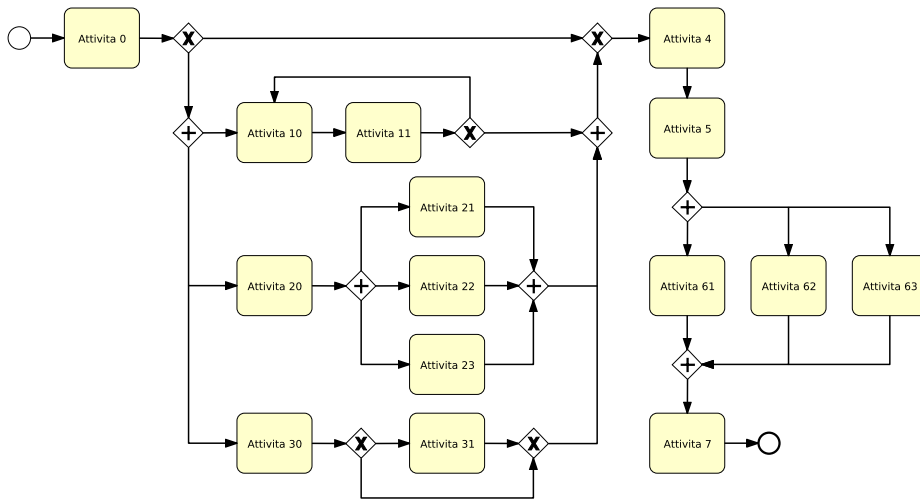 Attivita 0
Attivita 4
Attivita 10
Attivita 11
Attivita 5
Attivita 21
Attivita 20
Attivita 22
Attivita 61
Attivita 62
Attivita 63
Attivita 23
Attivita 30
Attivita 31
Attivita 7